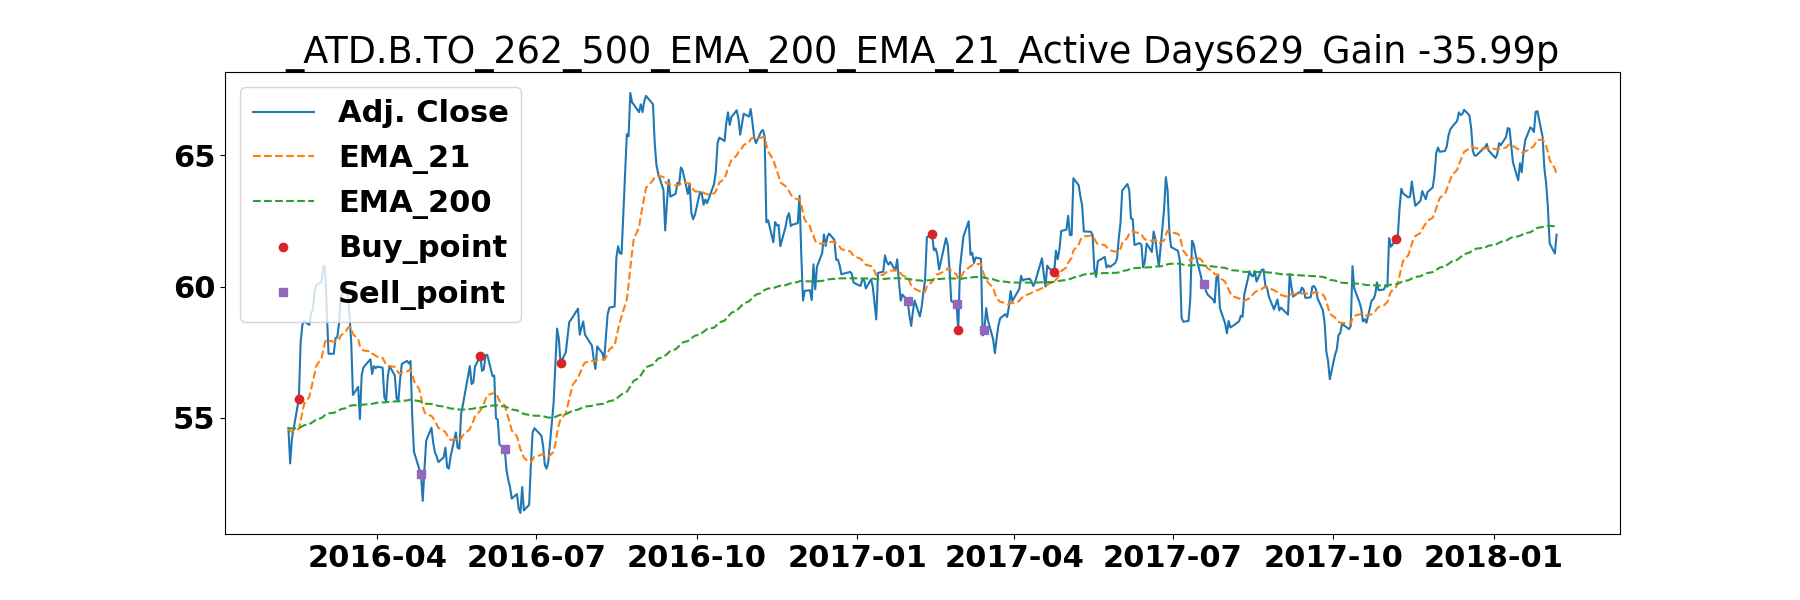 _ATD.B.TO_262_500_EMA_200_EMA_21_Active Days629_Gain -35.99p
Adj. Close
EMA_21
EMA_200
Buy_point
Sell_point
65
60
55
2016-04 2016-07 2016-10 2017-01 2017-04 2017-07 2017-10 2018-01